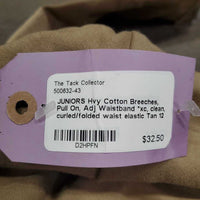 The Tack Collector
500832-43
JUNIORS Hvy Cotton Breeches,
Pull On, Adj Waistband *xc, clean,
curled/folded waist elastic Tan 12
$32.50
D2HPFN